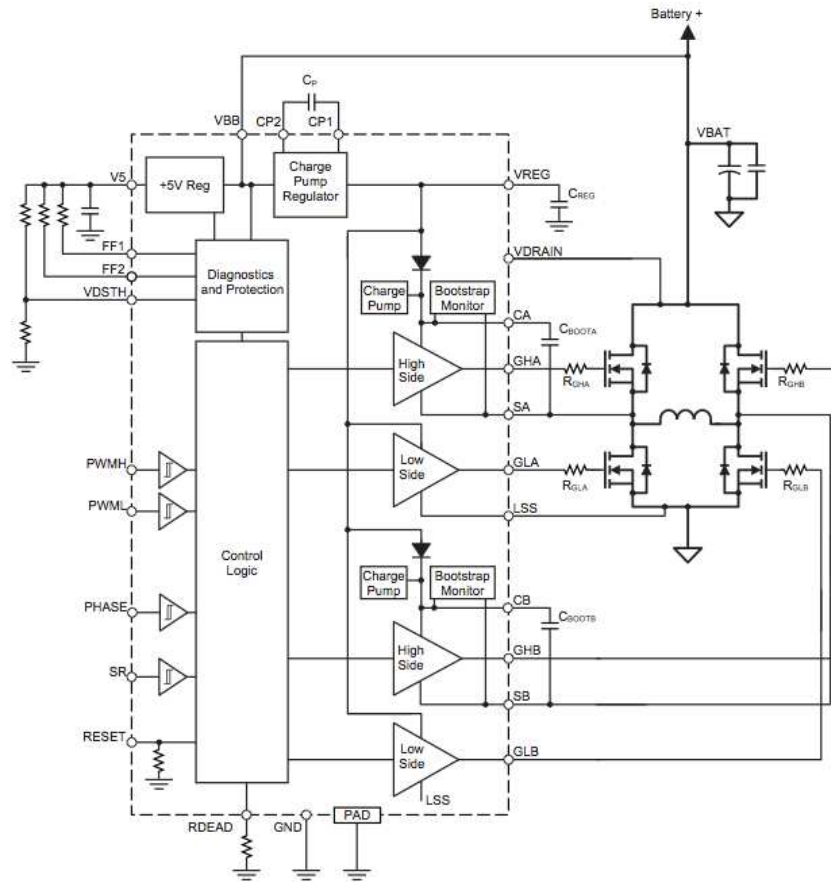 Battery +
CP
VBB
CP2
CP1
VBAT
V5
+5V Reg
Charge
Pump
Regulator
VREG
CREG
FF1
FF2
VDSTH
Diagnostics
and Protection
VDRAIN
Charge
Pump
Bootstrap
Monitor
CA
CBOOTA
High
Side
GHA
RGHA
RGHB
SA
PWMH
PWML
Low
Side
GLA
RGLA
RGLB
LSS
Control
Logic
Charge
Pump
Bootstrap
Monitor
CB
CBOOTB
PHASE
High
Side
GHB
SR
SB
RESET
Low
Side
GLB
LSS
RDEAD
GND
PAD